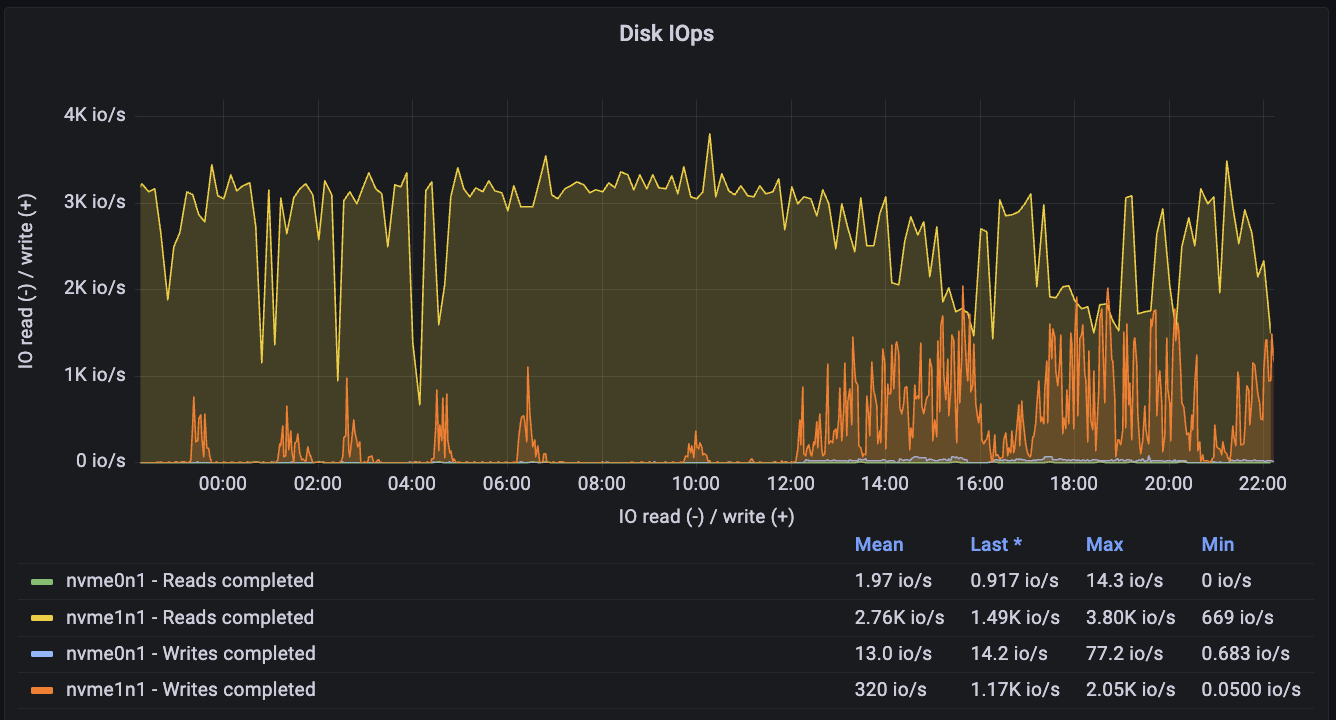 Disk IOps
4K io/s
3K io/s
2K io/s
1K io/s
0 io/s
IO read (-) / write (+)
00:00 02:00 04:00 06:00 08:00 10:00 12:00 14:00 16:00 18:00 20:00 22:00
IO read (-) / write (+)
Mean Last * Max Min
nvme0n1 - Reads completed 1.97 io/s 0.917 io/s 14.3 io/s 0 io/s
nvme1n1 - Reads completed 2.76K io/s 1.49K io/s 3.80K io/s 669 io/s
nvme0n1 - Writes completed 13.0 io/s 14.2 io/s 77.2 io/s 0.683 io/s
nvme1n1 - Writes completed 320 io/s 1.17K io/s 2.05K io/s 0.0500 io/s